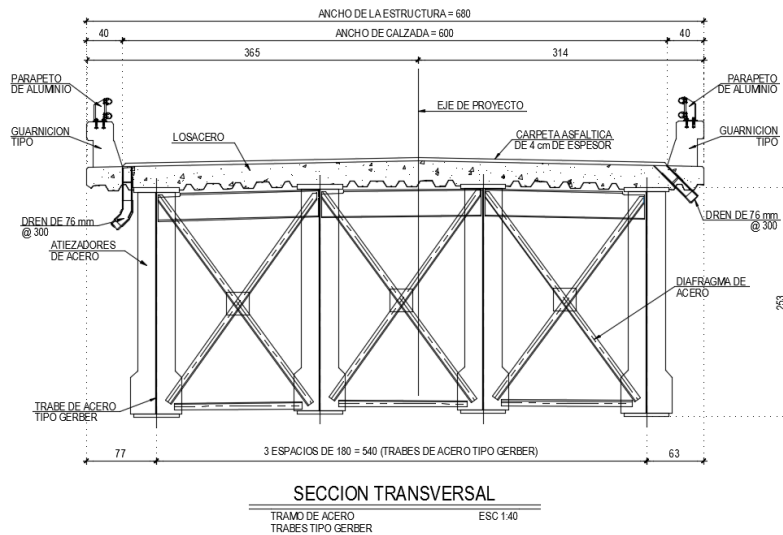 ANCHO DE LA ESTRUCTURA = 680
40
ANCHO DE CALZADA = 600
40
365
314
PARAPETO
DE ALUMINIO
PARAPETO
DE ALUMINIO
EJE DE PROYECTO
GUARNICION
TIPO
LOSACERO
CARPETA ASFALTICA
DE 4 cm DE ESPESOR
GUARNICION
TIPO
DREN DE 76 mm
@ 300
DREN DE 76 mm
@ 300
ATIEZADORES
DE ACERO
DIAFRAGMA DE
ACERO
253
TRABE DE ACERO
TIPO GERBER
77
3 ESPACIOS DE 180 = 540 (TRABES DE ACERO TIPO GERBER)
63
SECCION TRANSVERSAL
TRAMO DE ACERO
ESC 1:40
TRABES TIPO GERBER